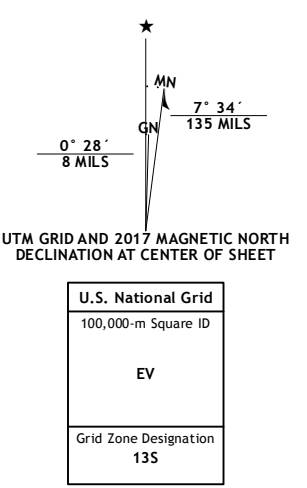 ★
MN
7° 34´
135 MILS
GN
0° 28´
8 MILS
UTM GRID AND 2017 MAGNETIC NORTH
DECLINATION AT CENTER OF SHEET
U.S. National Grid
100,000-m Square ID
EV
Grid Zone Designation
13S